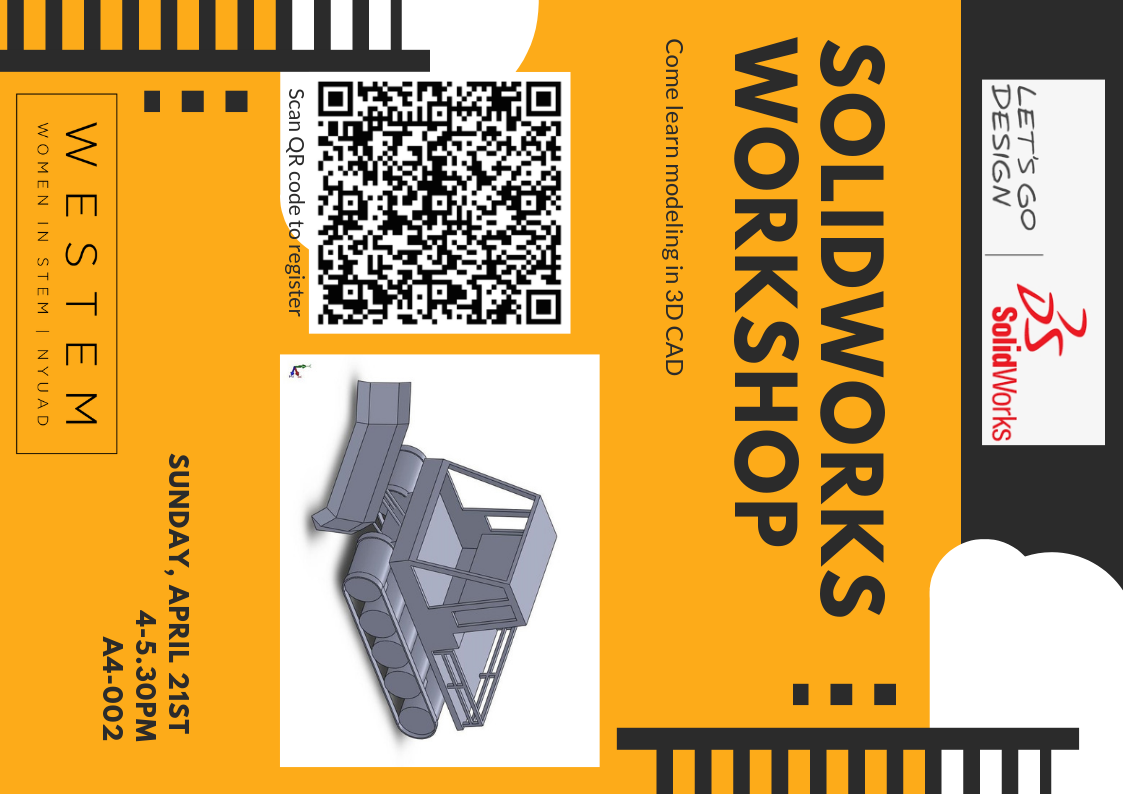 LET'S GO
DESIGN
SolidWorks
SOLIDWORKS
WORKSHOP
Come learn modeling in 3D CAD
Scan QR code to register
SUNDAY, APRIL 21ST
4-5.30PM
A4-002
WESTEM
WOMEN IN STEM | NYUAD